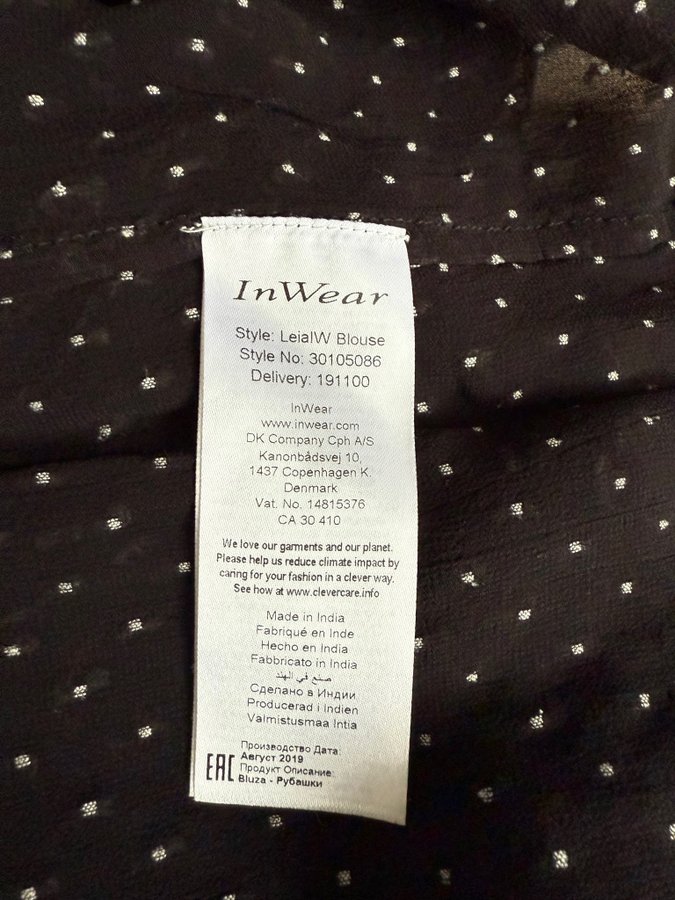 InWear
Style: LeiaIW Blouse
Style No: 30105086
Delivery: 191100
InWear
www.inwear.com
DK Company Cph A/S
Kanonbådsvej 10,
1437 Copenhagen K.
Denmark
Vat. No. 14815376
CA 30 410
We love our garments and our planet.
Please help us reduce climate impact by
caring for your fashion in a clever way.
See how at www.clevercare.info
Made in India
Fabriqué en Inde
Hecho en India
Fabbricato in India
صنع في الهند
Сделано в Индии
Producerad i Indien
Valmistusmaa Intia
Производство Дата:
Август 2019
EAC Продукт Описание:
Bluza - Рубашки